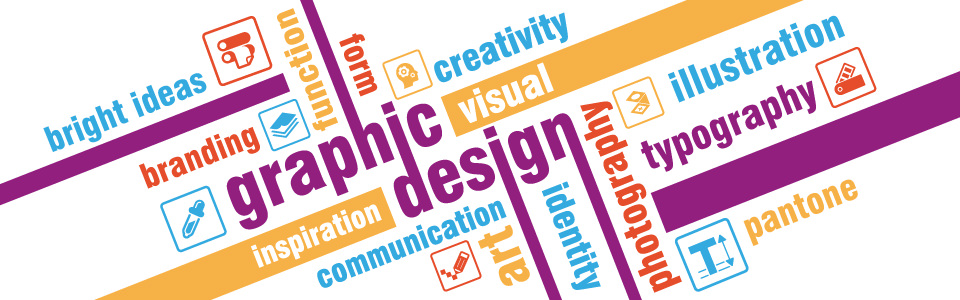 bright ideas
function
form
creativity
visual
illustration
branding
graphic
design
photography
typography
inspiration
communication
art
identity
pantone
T